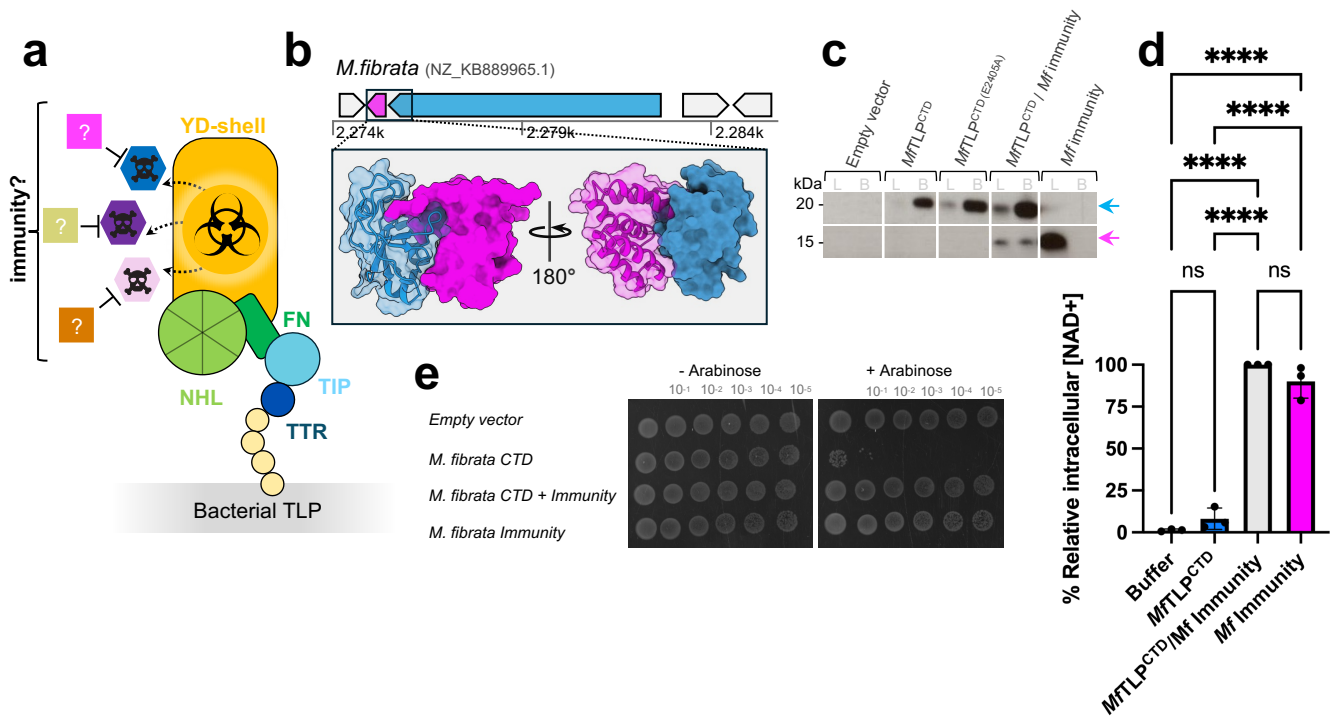 a
immunity?
?
?
?
YD-shell
FN
NHL
TIP
TTR
Bacterial TLP
b
M.fibrata (NZ_KB889965.1)
2.274k 2.279k 2.284k
180°
c
Empty vector
MfTLPCTD
MfTLPCTD (E2405A)
MfTLPCTD / Mf immunity
Mf immunity
kDa L B L B L B L B L B
20
15
d
****
****
****
****
ns ns
% Relative intracellular [NAD+]
100
75
50
25
0
Buffer
MfTLPCTD
MfTLPCTD/Mf Immunity
Mf Immunity
e
- Arabinose + Arabinose
10-1 10-2 10-3 10-4 10-5 10-1 10-2 10-3 10-4 10-5
Empty vector
M. fibrata CTD
M. fibrata CTD + Immunity
M. fibrata Immunity